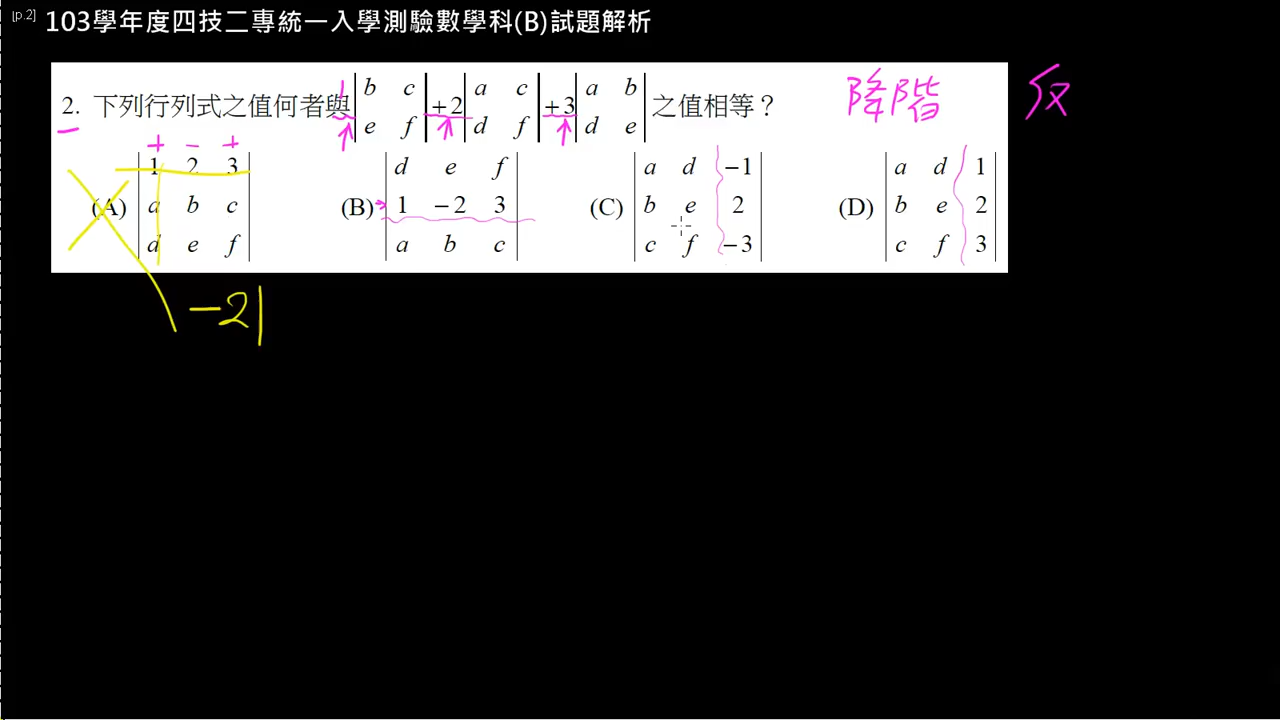 [p.2] 103學年度四技二專統一入學測驗數學科(B)試題解析
2. 下列行列式之值何者與 1 | b c | +2 | a c | +3 | a b | 之值相等？ 降階 反
| e f | | d f | | d e |
+ − +
(A) | 1 2 3 | (B) | d e f | (C) | a d −1 | (D) | a d 1 |
| a b c | | 1 −2 3 | | b e 2 | | b e 2 |
| d e f | | a b c | | c f −3 | | c f 3 |
−2|